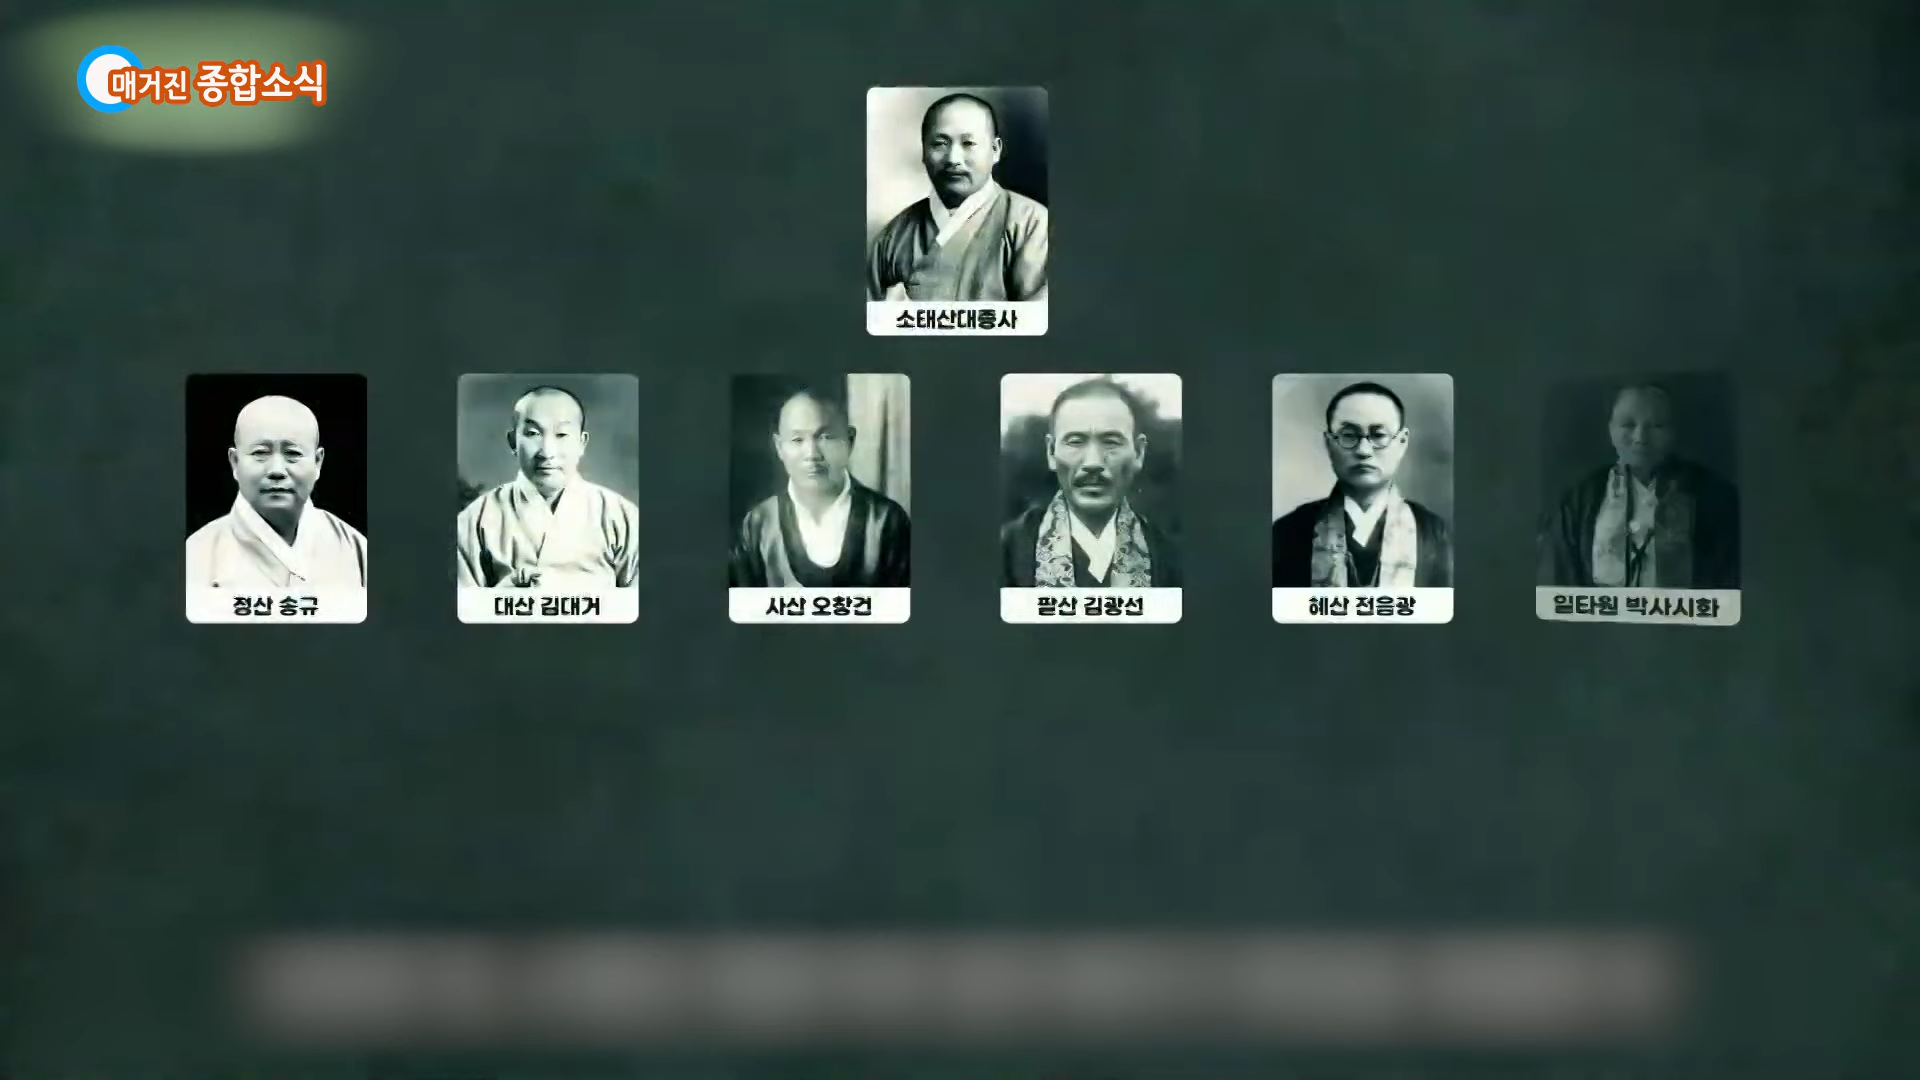 매거진 종합소식
소태산대종사
정산 송규
대산 김대거
사산 오창건
팔산 김광선
혜산 전음광
일타원 박사시화